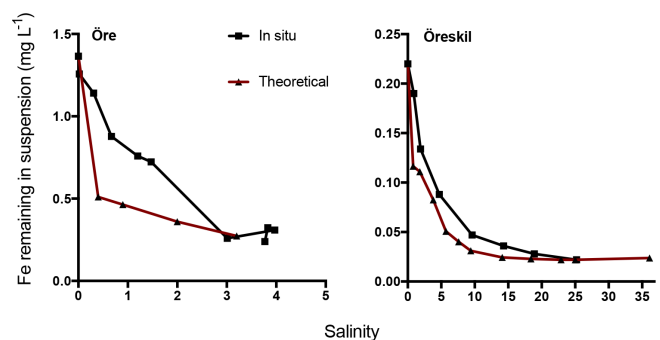 Öre
Öreskil
In situ
Theoretical
Fe remaining in suspension (mg L-1)
1.5
1.0
0.5
0.0
0 1 2 3 4 5
0.25
0.20
0.15
0.10
0.05
0.00
0 5 10 15 20 25 30 35
Salinity